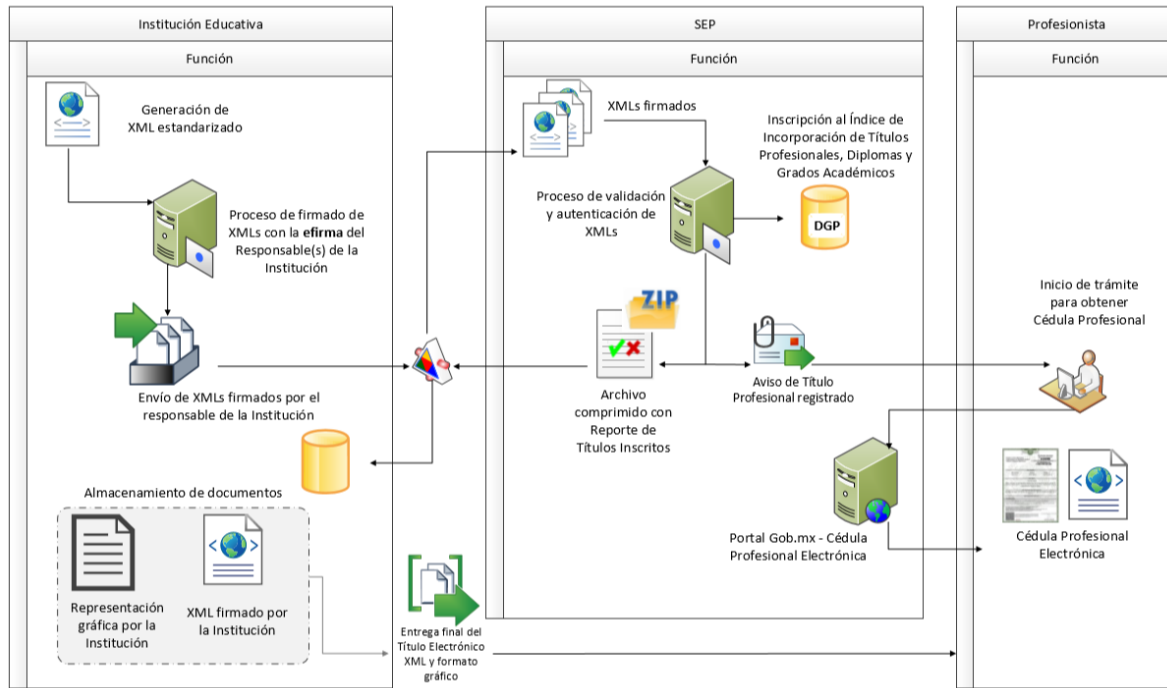 Institución Educativa
Función
Generación de
XML estandarizado
Proceso de firmado de
XMLs con la efirma del
Responsable(s) de la
Institución
Envío de XMLs firmados por el
responsable de la Institución
Almacenamiento de documentos
Representación
gráfica por la
Institución
XML firmado por
la Institución
Entrega final del
Título Electrónico
XML y formato
gráfico
SEP
Función
XMLs firmados
Proceso de validación
y autenticación de
XMLs
Inscripción al Índice de
Incorporación de Títulos
Profesionales, Diplomas y
Grados Académicos
DGP
ZIP
Archivo
comprimido con
Reporte de
Títulos Inscritos
Aviso de Título
Profesional registrado
Portal Gob.mx - Cédula
Profesional Electrónica
Profesionista
Función
Inicio de trámite
para obtener
Cédula Profesional
Cédula Profesional
Electrónica